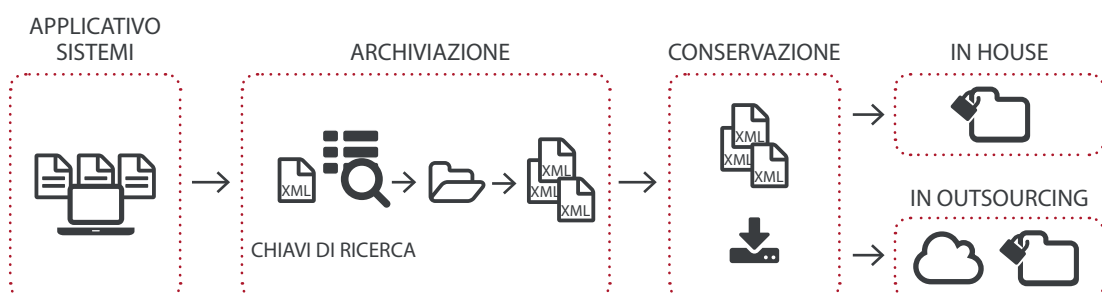 APPLICATIVO
SISTEMI
ARCHIVIAZIONE
CONSERVAZIONE
IN HOUSE
XML
CHIAVI DI RICERCA
XML
XML
XML
XML
XML
XML
IN OUTSOURCING